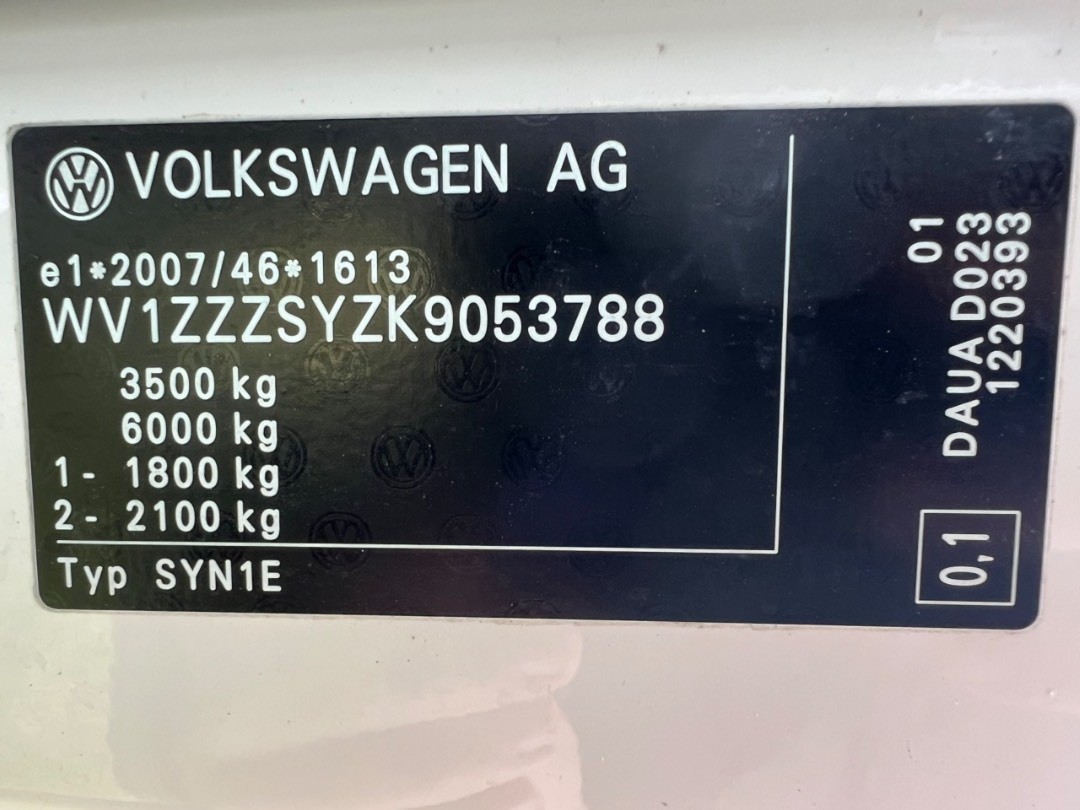 VOLKSWAGEN AG
e1*2007/46*1613
WV1ZZZSYZK9053788
3500 kg
6000 kg
1- 1800 kg
2- 2100 kg
Typ SYN1E
01
DAUA D023
1220393
0,1